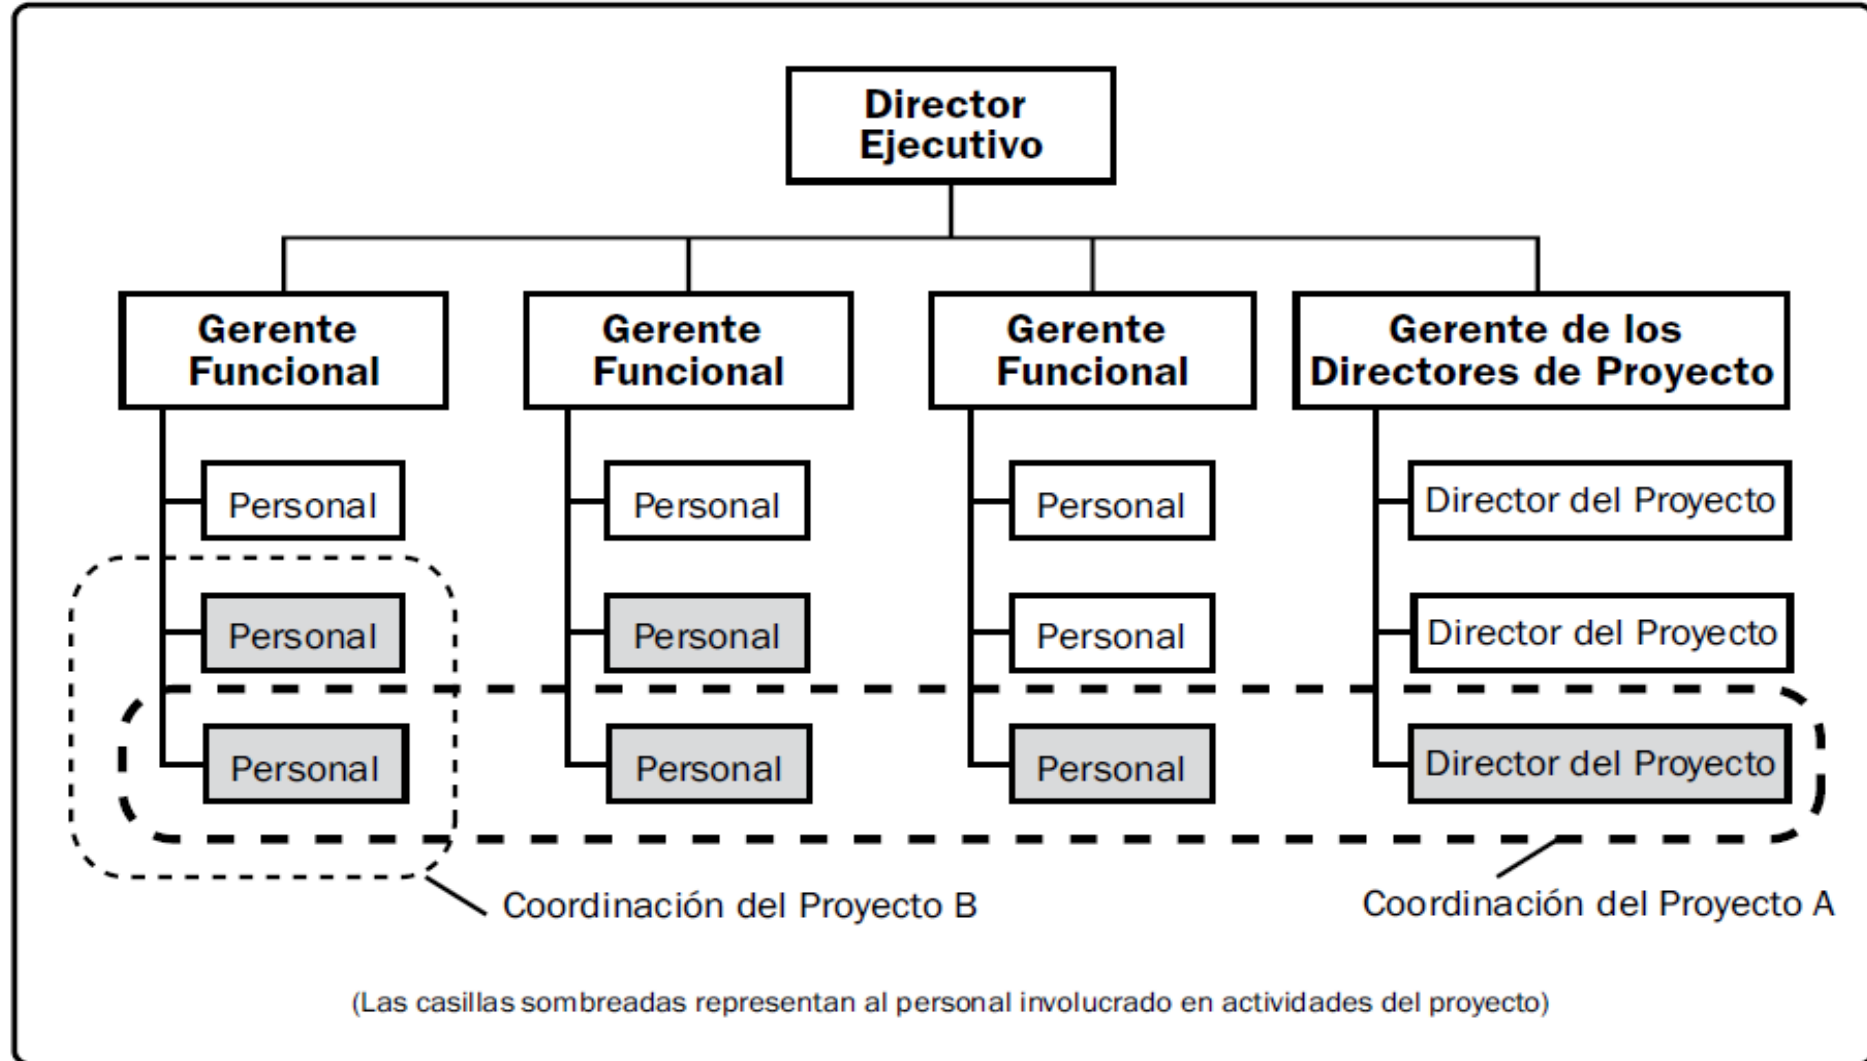 Director
Ejecutivo
Gerente
Funcional
Gerente
Funcional
Gerente
Funcional
Gerente de los
Directores de Proyecto
Personal
Personal
Personal
Director del Proyecto
Personal
Personal
Personal
Director del Proyecto
Personal
Personal
Personal
Director del Proyecto
Coordinación del Proyecto B
Coordinación del Proyecto A
(Las casillas sombreadas representan al personal involucrado en actividades del proyecto)